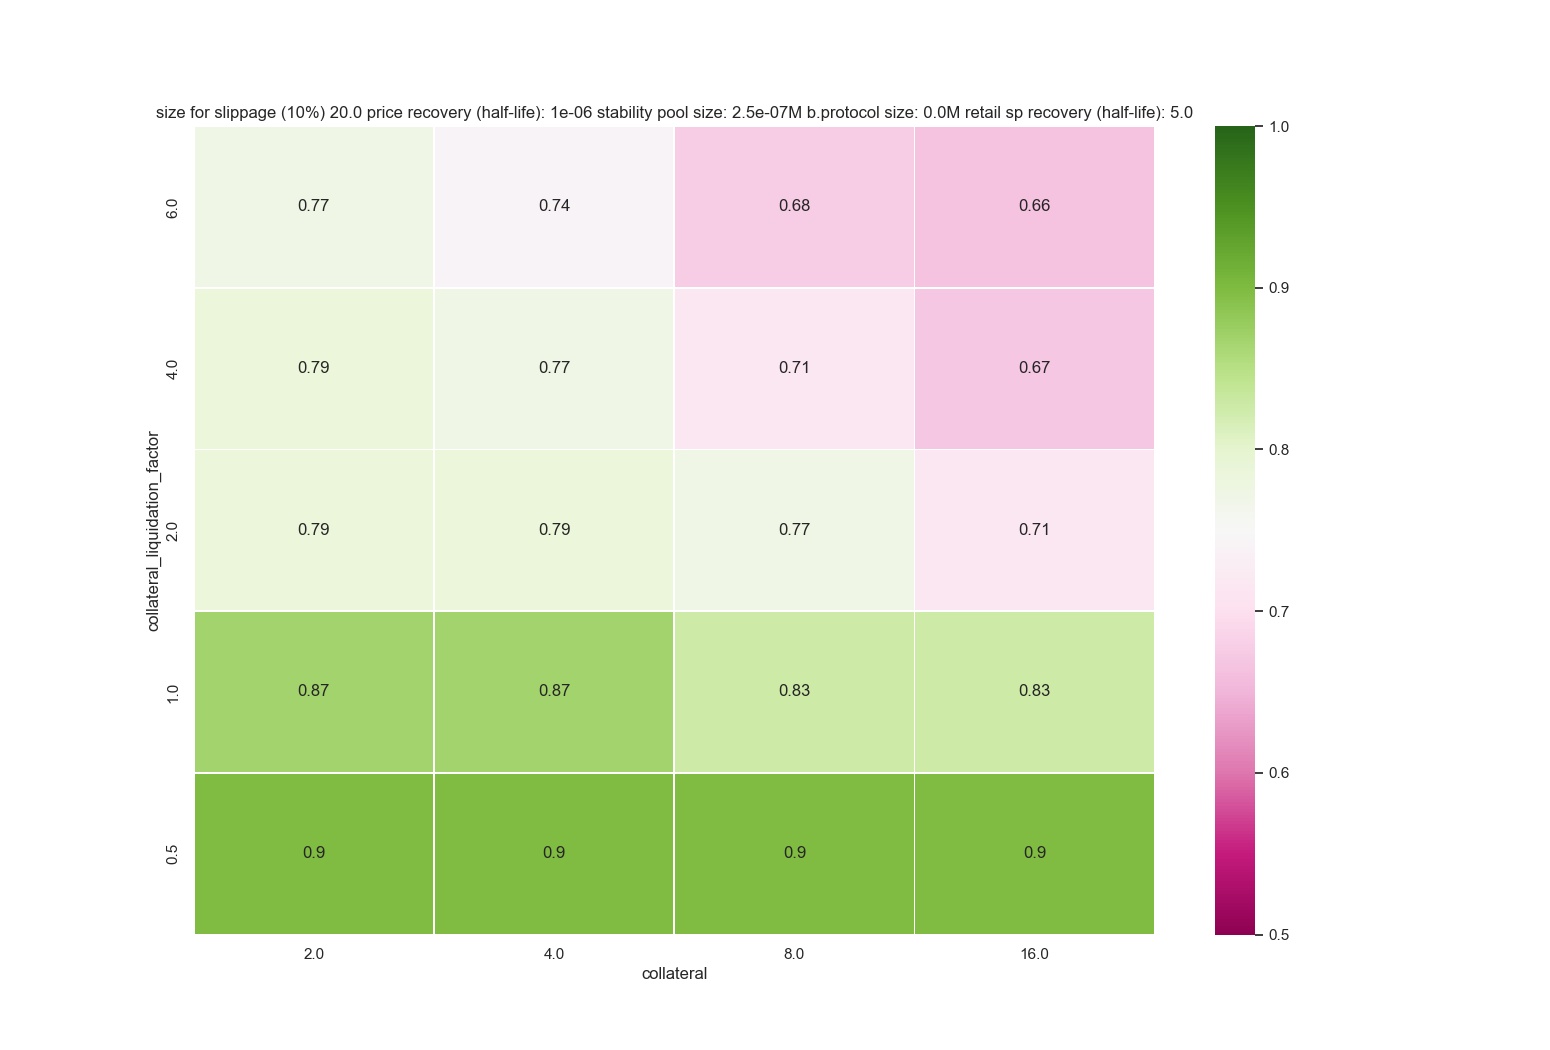 size for slippage (10%) 20.0 price recovery (half-life): 1e-06 stability pool size: 2.5e-07M b.protocol size: 0.0M retail sp recovery (half-life): 5.0
collateral_liquidation_factor
6.0 0.77 0.74 0.68 0.66
4.0 0.79 0.77 0.71 0.67
2.0 0.79 0.79 0.77 0.71
1.0 0.87 0.87 0.83 0.83
0.5 0.9 0.9 0.9 0.9
2.0 4.0 8.0 16.0
collateral
1.0
0.9
0.8
0.7
0.6
0.5